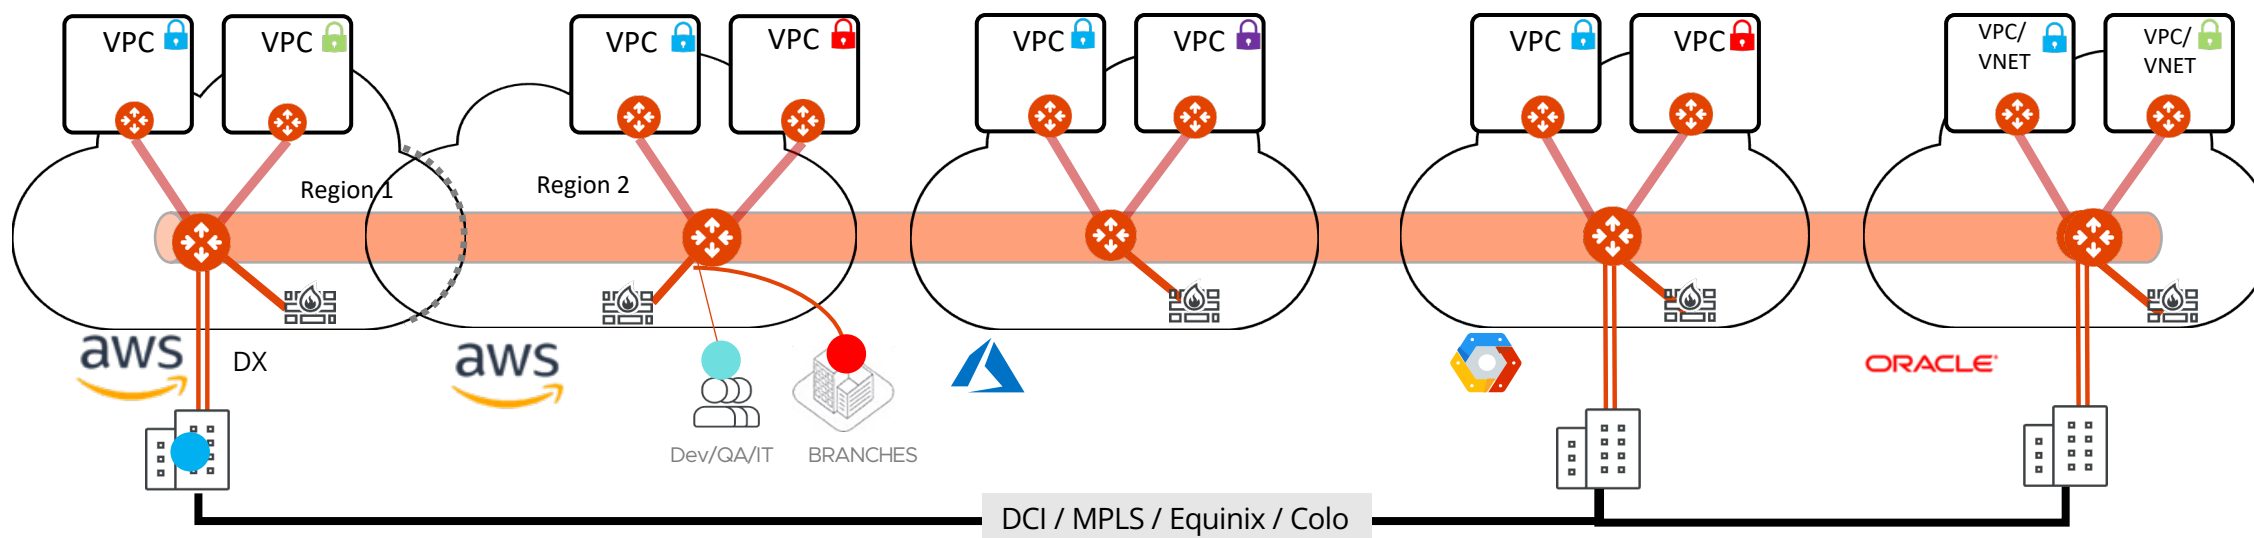 VPC
VPC
VPC
VPC
VPC
VPC
VPC
VPC
VPC/
VNET
VPC/
VNET
Region 1
Region 2
aws
DX
aws
ORACLE
Dev/QA/IT
BRANCHES
DCI / MPLS / Equinix / Colo